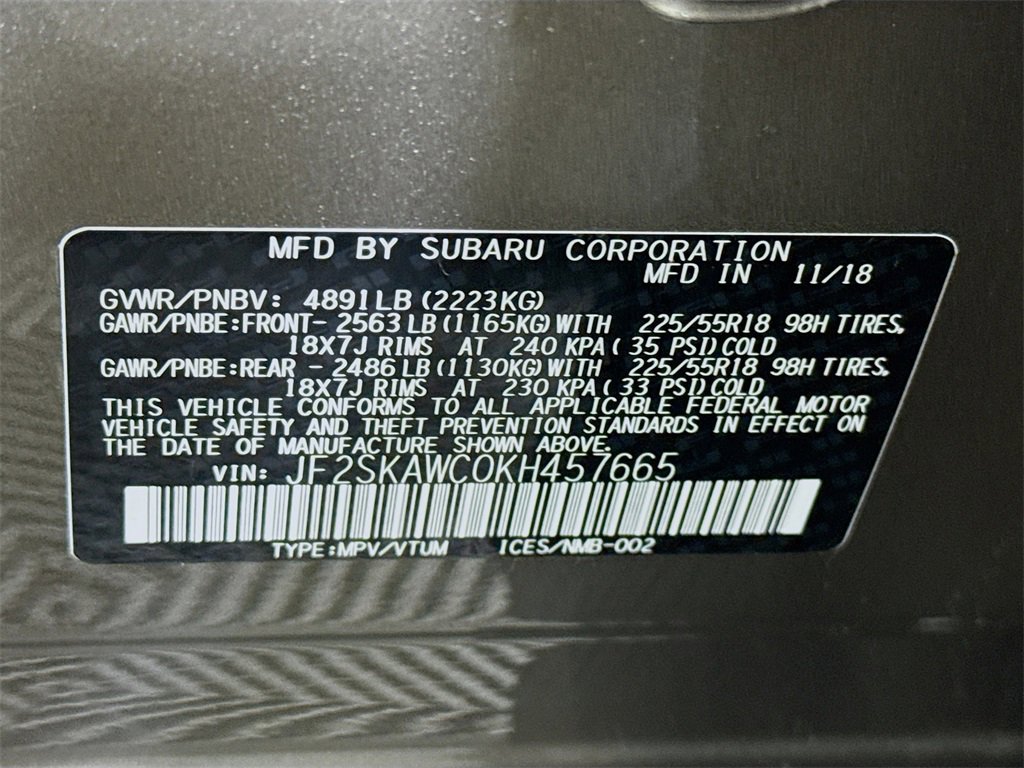 MFD BY SUBARU CORPORATION
MFD IN 11/18
GVWR/PNBV: 4891LB (2223KG)
GAWR/PNBE:FRONT- 2563LB (1165KG) WITH 225/55R18 98H TIRES,
18X7J RIMS AT 240 KPA ( 35 PSI) COLD
GAWR/PNBE:REAR - 2486LB (1130KG) WITH 225/55R18 98H TIRES.
18X7J RIMS AT 230 KPA ( 33 PSI) COLD
THIS VEHICLE CONFORMS TO ALL APPLICABLE FEDERAL MOTOR
VEHICLE SAFETY AND THEFT PREVENTION STANDARDS IN EFFECT ON
THE DATE OF MANUFACTURE SHOWN ABOVE.
VIN: JF2SKAWC0KH457665
TYPE:MPV/VTUM ICES/NMB-002